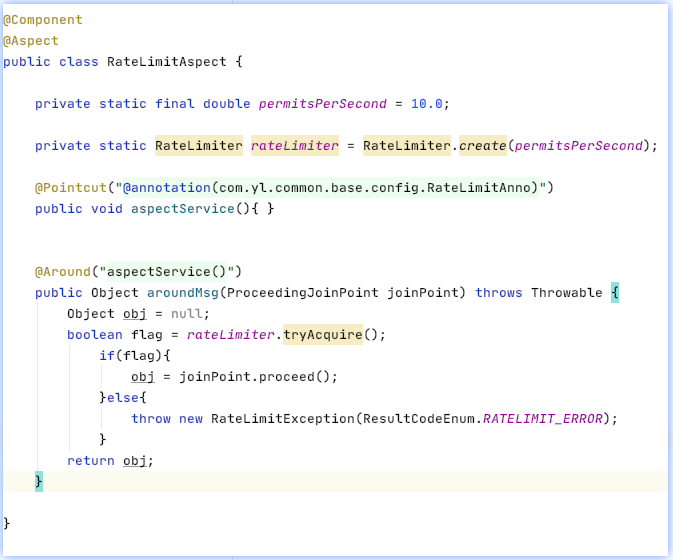 @Component
@Aspect
public class RateLimitAspect {
private static final double permitsPerSecond = 10.0;
private static RateLimiter rateLimiter = RateLimiter.create(permitsPerSecond);
@Pointcut("@annotation(com.yl.common.base.config.RateLimitAnno)")
public void aspectService(){ }
@Around("aspectService()")
public Object aroundMsg(ProceedingJoinPoint joinPoint) throws Throwable {
Object obj = null;
boolean flag = rateLimiter.tryAcquire();
if(flag){
obj = joinPoint.proceed();
}else{
throw new RateLimitException(ResultCodeEnum.RATELIMIT_ERROR);
}
return obj;
}
}